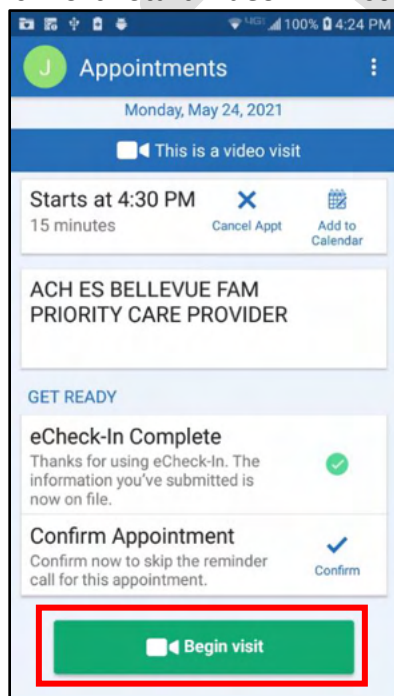 100% 4:24 PM
J Appointments
Monday, May 24, 2021
This is a video visit
Starts at 4:30 PM
15 minutes
Cancel Appt
Add to
Calendar
ACH ES BELLEVUE FAM
PRIORITY CARE PROVIDER
GET READY
eCheck-In Complete
Thanks for using eCheck-In. The
information you've submitted is
now on file.
Confirm Appointment
Confirm now to skip the reminder
call for this appointment.
Confirm
Begin visit